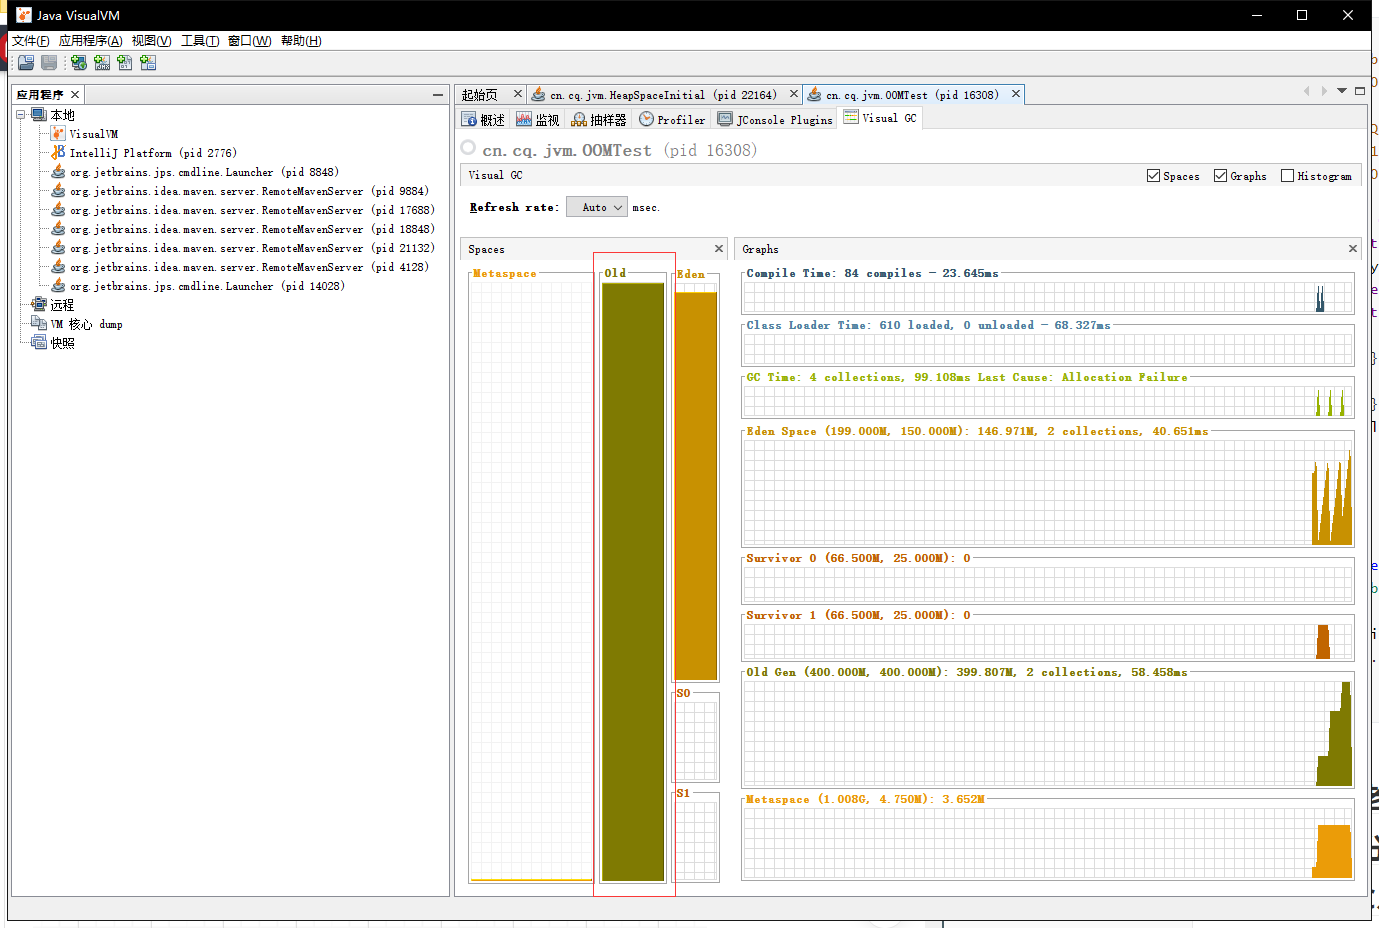 Java VisualVM
文件(F) 应用程序(A) 视图(V) 工具(T) 窗口(W) 帮助(H)
应用程序
本地
VisualVM
IntelliJ Platform (pid 2776)
org.jetbrains.jps.cmdline.Launcher (pid 8848)
org.jetbrains.idea.maven.server.RemoteMavenServer (pid 9884)
org.jetbrains.idea.maven.server.RemoteMavenServer (pid 17688)
org.jetbrains.idea.maven.server.RemoteMavenServer (pid 18848)
org.jetbrains.idea.maven.server.RemoteMavenServer (pid 21132)
org.jetbrains.idea.maven.server.RemoteMavenServer (pid 4128)
org.jetbrains.jps.cmdline.Launcher (pid 14028)
远程
VM 核心 dump
快照
起始页 cn.cq.jvm.HeapSpaceInitial (pid 22164) cn.cq.jvm.OOMTest (pid 16308)
概述 监视 抽样器 Profiler JConsole Plugins Visual GC
cn.cq.jvm.OOMTest (pid 16308)
Visual GC Spaces Graphs Histogram
Refresh rate: Auto msec.
Spaces
Metaspace Old Eden
S0
S1
Graphs
Compile Time: 84 compiles - 23.645ms
Class Loader Time: 610 loaded, 0 unloaded - 68.327ms
GC Time: 4 collections, 99.108ms Last Cause: Allocation Failure
Eden Space (199.000M, 150.000M): 146.971M, 2 collections, 40.651ms
Survivor 0 (66.500M, 25.000M): 0
Survivor 1 (66.500M, 25.000M): 0
Old Gen (400.000M, 400.000M): 399.807M, 2 collections, 58.458ms
Metaspace (1.008G, 4.750M): 3.652M